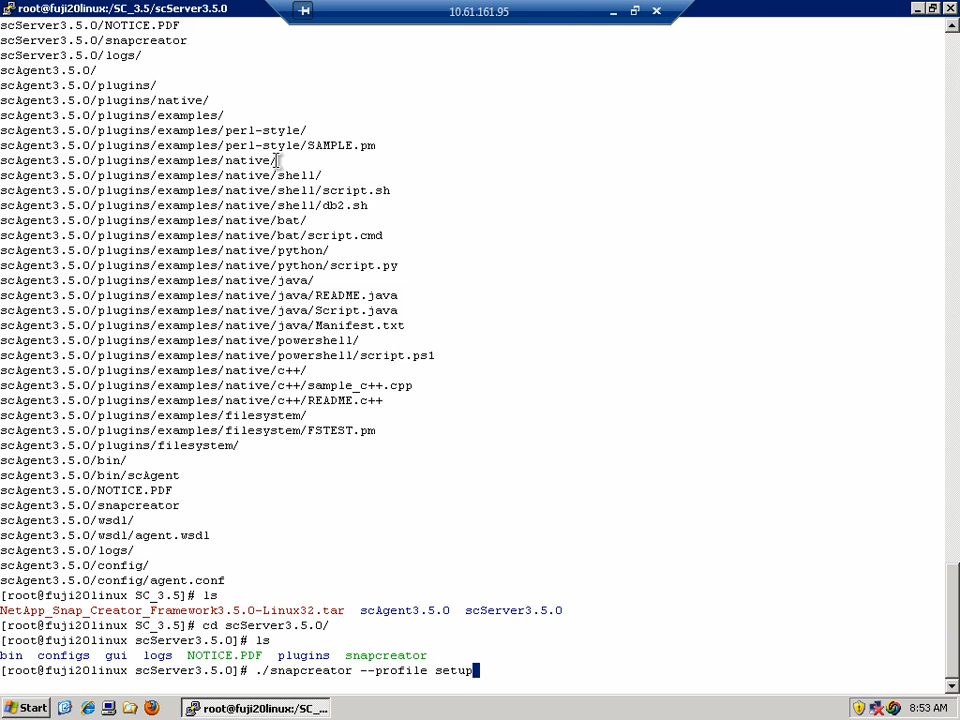 root@fuji20linux:/SC_3.5/scServer3.5.0
10.61.161.95
scServer3.5.0/NOTICE.PDF
scServer3.5.0/snapcreator
scServer3.5.0/logs/
scAgent3.5.0/
scAgent3.5.0/plugins/
scAgent3.5.0/plugins/native/
scAgent3.5.0/plugins/examples/
scAgent3.5.0/plugins/examples/perl-style/
scAgent3.5.0/plugins/examples/perl-style/SAMPLE.pm
scAgent3.5.0/plugins/examples/native/
scAgent3.5.0/plugins/examples/native/shell/
scAgent3.5.0/plugins/examples/native/shell/script.sh
scAgent3.5.0/plugins/examples/native/shell/db2.sh
scAgent3.5.0/plugins/examples/native/bat/
scAgent3.5.0/plugins/examples/native/bat/script.cmd
scAgent3.5.0/plugins/examples/native/python/
scAgent3.5.0/plugins/examples/native/python/script.py
scAgent3.5.0/plugins/examples/native/java/
scAgent3.5.0/plugins/examples/native/java/README.java
scAgent3.5.0/plugins/examples/native/java/Script.java
scAgent3.5.0/plugins/examples/native/java/Manifest.txt
scAgent3.5.0/plugins/examples/native/powershell/
scAgent3.5.0/plugins/examples/native/powershell/script.ps1
scAgent3.5.0/plugins/examples/native/c++/
scAgent3.5.0/plugins/examples/native/c++/sample_c++.cpp
scAgent3.5.0/plugins/examples/native/c++/README.c++
scAgent3.5.0/plugins/examples/filesystem/
scAgent3.5.0/plugins/examples/filesystem/FSTEST.pm
scAgent3.5.0/plugins/filesystem/
scAgent3.5.0/bin/
scAgent3.5.0/bin/scAgent
scAgent3.5.0/NOTICE.PDF
scAgent3.5.0/snapcreator
scAgent3.5.0/wsdl/
scAgent3.5.0/wsdl/agent.wsdl
scAgent3.5.0/logs/
scAgent3.5.0/config/
scAgent3.5.0/config/agent.conf
[root@fuji20linux SC_3.5]# ls
NetApp_Snap_Creator_Framework3.5.0-Linux32.tar  scAgent3.5.0  scServer3.5.0
[root@fuji20linux SC_3.5]# cd scServer3.5.0/
[root@fuji20linux scServer3.5.0]# ls
bin  configs  gui  logs  NOTICE.PDF  plugins  snapcreator
[root@fuji20linux scServer3.5.0]# ./snapcreator --profile setup
Start
root@fuji20linux:/SC_...
8:53 AM